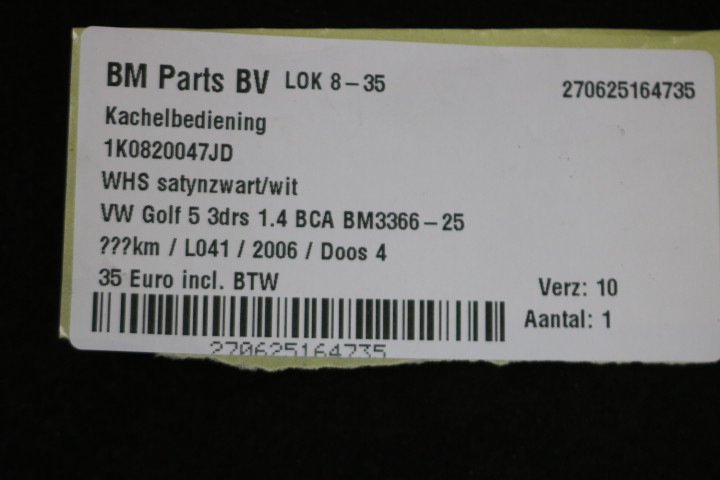 BM Parts BV LOK 8-35 270625164735
Kachelbediening
1K0820047JD
WHS satynzwart/wit
VW Golf 5 3drs 1.4 BCA BM3366-25
???km / L041 / 2006 / Doos 4
35 Euro incl. BTW Verz: 10
Aantal: 1
270625164735